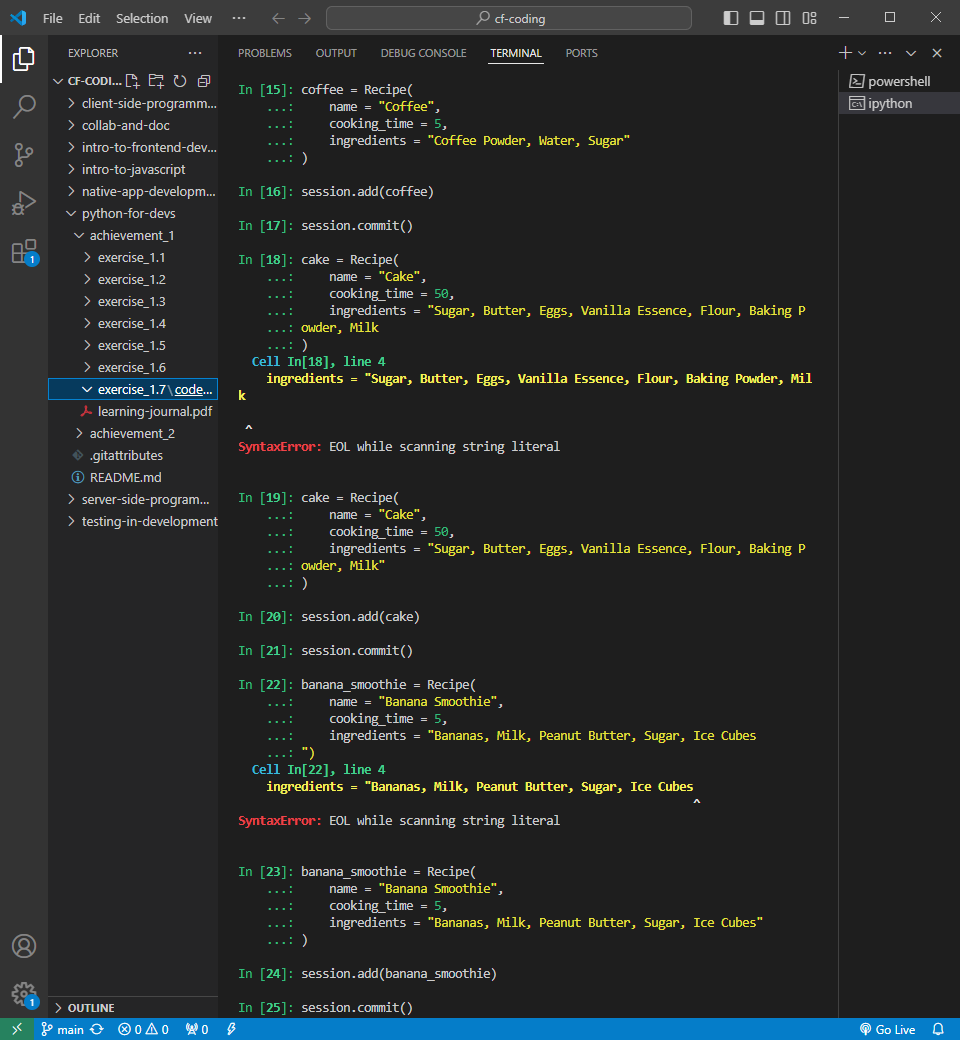 File Edit Selection View ··· cf-coding
EXPLORER ···
CF-CODI...
client-side-programm...
collab-and-doc
intro-to-frontend-dev...
intro-to-javascript
native-app-developm...
python-for-devs
achievement_1
exercise_1.1
exercise_1.2
exercise_1.3
exercise_1.4
exercise_1.5
exercise_1.6
exercise_1.7\code...
learning-journal.pdf
achievement_2
.gitattributes
README.md
server-side-program...
testing-in-development
OUTLINE
1
1
PROBLEMS OUTPUT DEBUG CONSOLE TERMINAL PORTS
powershell
ipython
In [15]: coffee = Recipe(
...: name = "Coffee",
...: cooking_time = 5,
...: ingredients = "Coffee Powder, Water, Sugar"
...: )
In [16]: session.add(coffee)
In [17]: session.commit()
In [18]: cake = Recipe(
...: name = "Cake",
...: cooking_time = 50,
...: ingredients = "Sugar, Butter, Eggs, Vanilla Essence, Flour, Baking P
...: owder, Milk
...: )
Cell In[18], line 4
ingredients = "Sugar, Butter, Eggs, Vanilla Essence, Flour, Baking Powder, Mil
k
^
SyntaxError: EOL while scanning string literal
In [19]: cake = Recipe(
...: name = "Cake",
...: cooking_time = 50,
...: ingredients = "Sugar, Butter, Eggs, Vanilla Essence, Flour, Baking P
...: owder, Milk"
...: )
In [20]: session.add(cake)
In [21]: session.commit()
In [22]: banana_smoothie = Recipe(
...: name = "Banana Smoothie",
...: cooking_time = 5,
...: ingredients = "Bananas, Milk, Peanut Butter, Sugar, Ice Cubes
...: ")
Cell In[22], line 4
ingredients = "Bananas, Milk, Peanut Butter, Sugar, Ice Cubes
^
SyntaxError: EOL while scanning string literal
In [23]: banana_smoothie = Recipe(
...: name = "Banana Smoothie",
...: cooking_time = 5,
...: ingredients = "Bananas, Milk, Peanut Butter, Sugar, Ice Cubes"
...: )
In [24]: session.add(banana_smoothie)
In [25]: session.commit()
main 0 0 0 Go Live